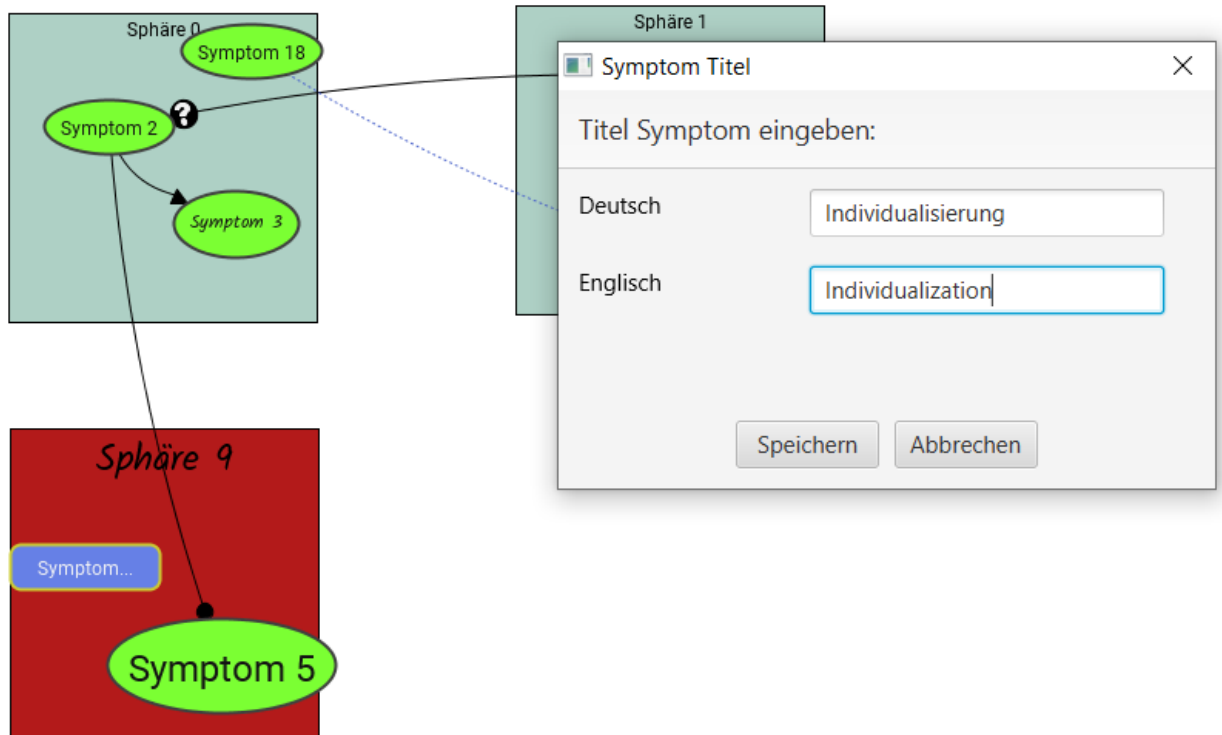 Sphäre 0
Symptom 18
Symptom 2
?
Symptom 3
Sphäre 1
Symptom Titel
Titel Symptom eingeben:
Deutsch
Individualisierung
Englisch
Individualization
Speichern
Abbrechen
Sphäre 9
Symptom...
Symptom 5